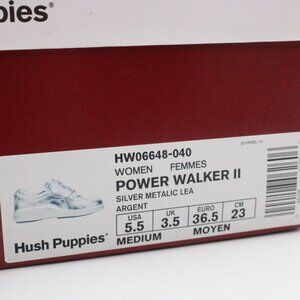 pies®
HW06648-040
WOMEN FEMMES
POWER WALKER II
SILVER METALIC LEA
ARGENT
USA UK EURO CM
5.5 3.5 36.5 23
MEDIUM MOYEN
Hush Puppies®